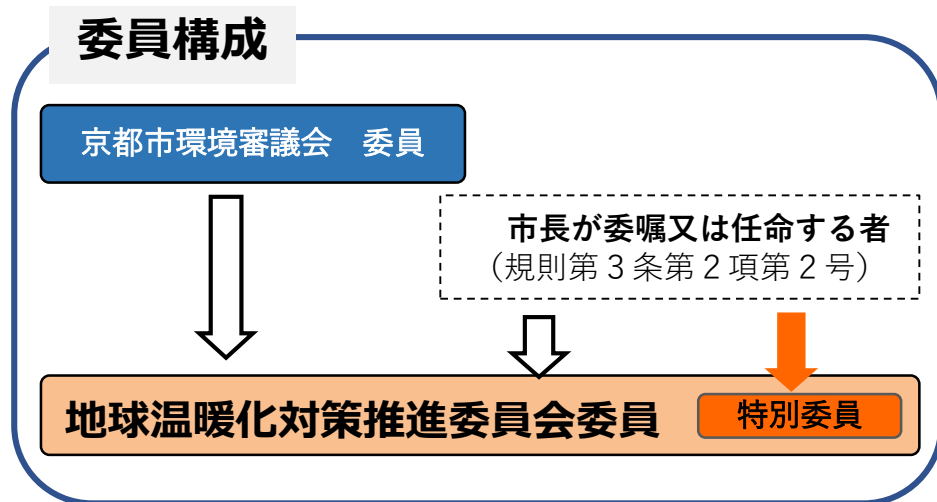 委員構成
京都市環境審議会　委員
市長が委嘱又は任命する者
（規則第３条第２項第２号）
地球温暖化対策推進委員会委員
特別委員